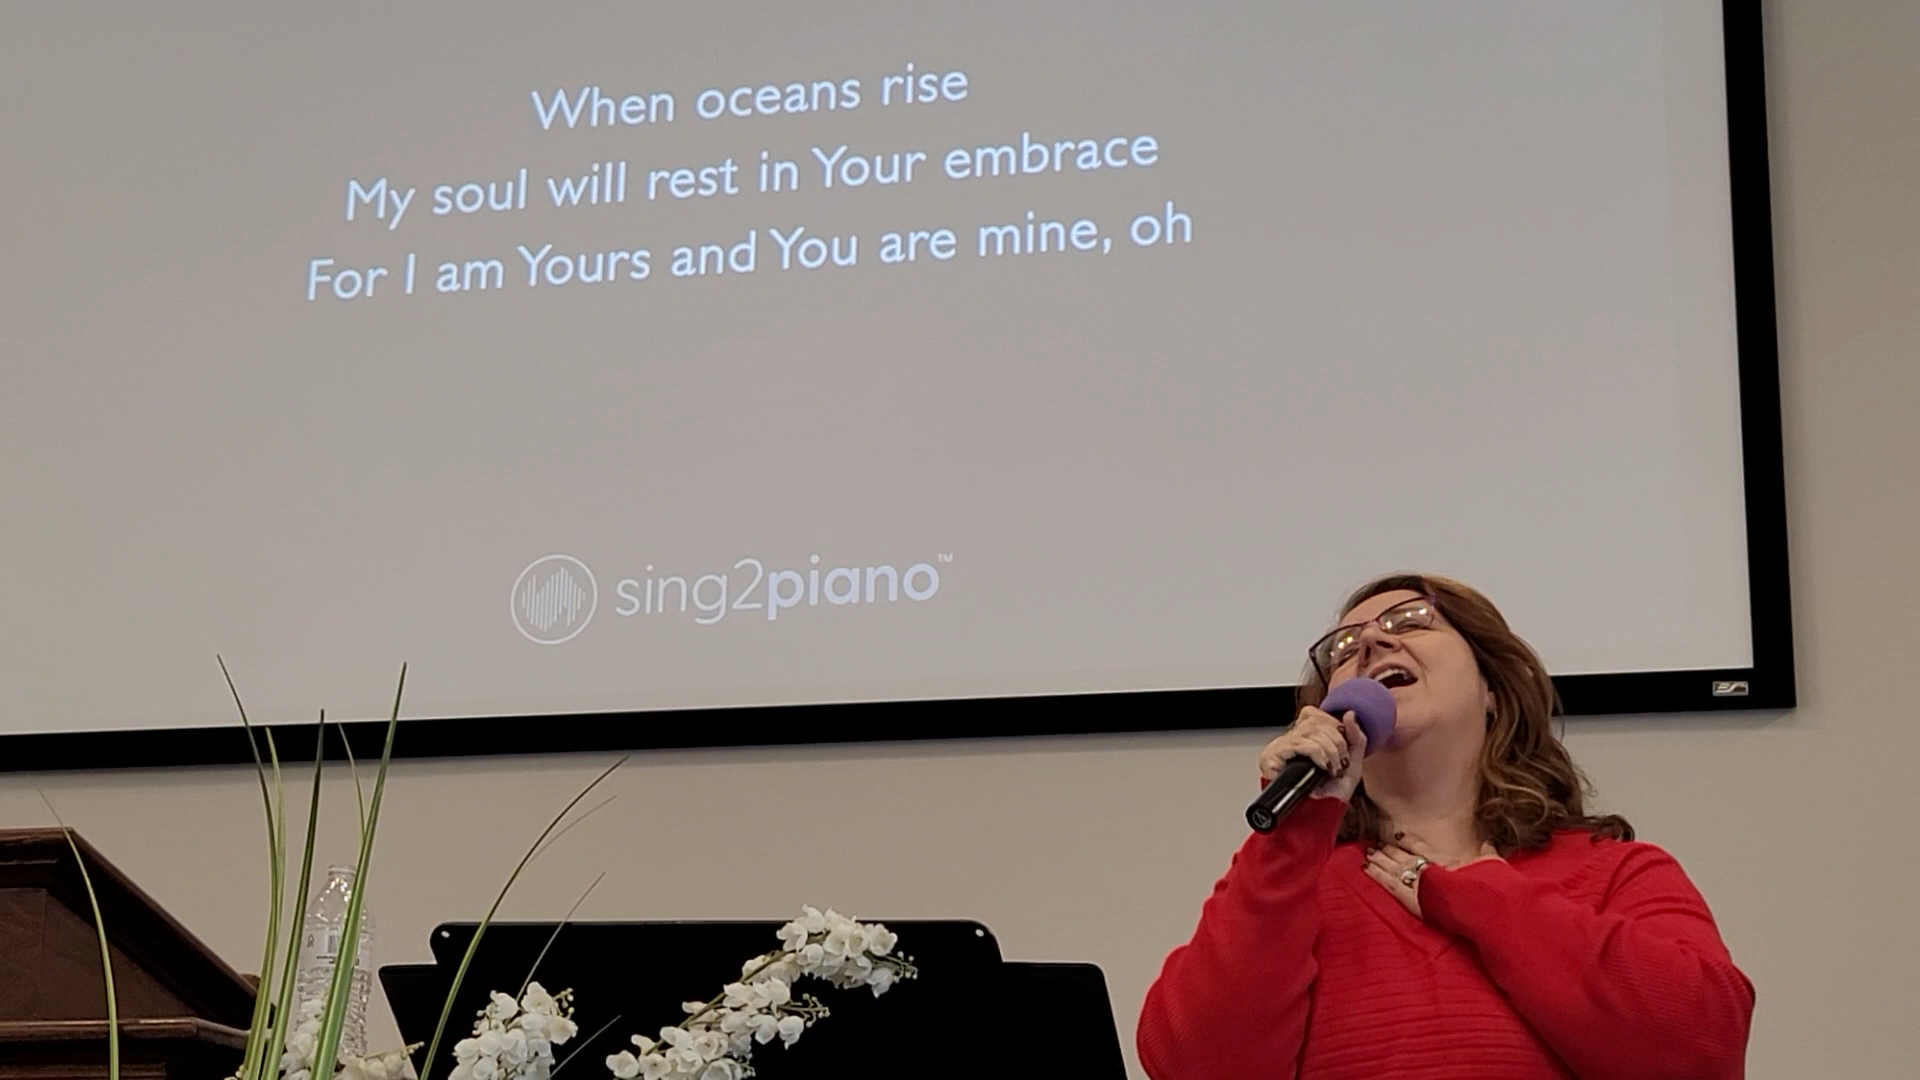 When oceans rise
My soul will rest in Your embrace
For I am Yours and You are mine, oh
sing2piano™